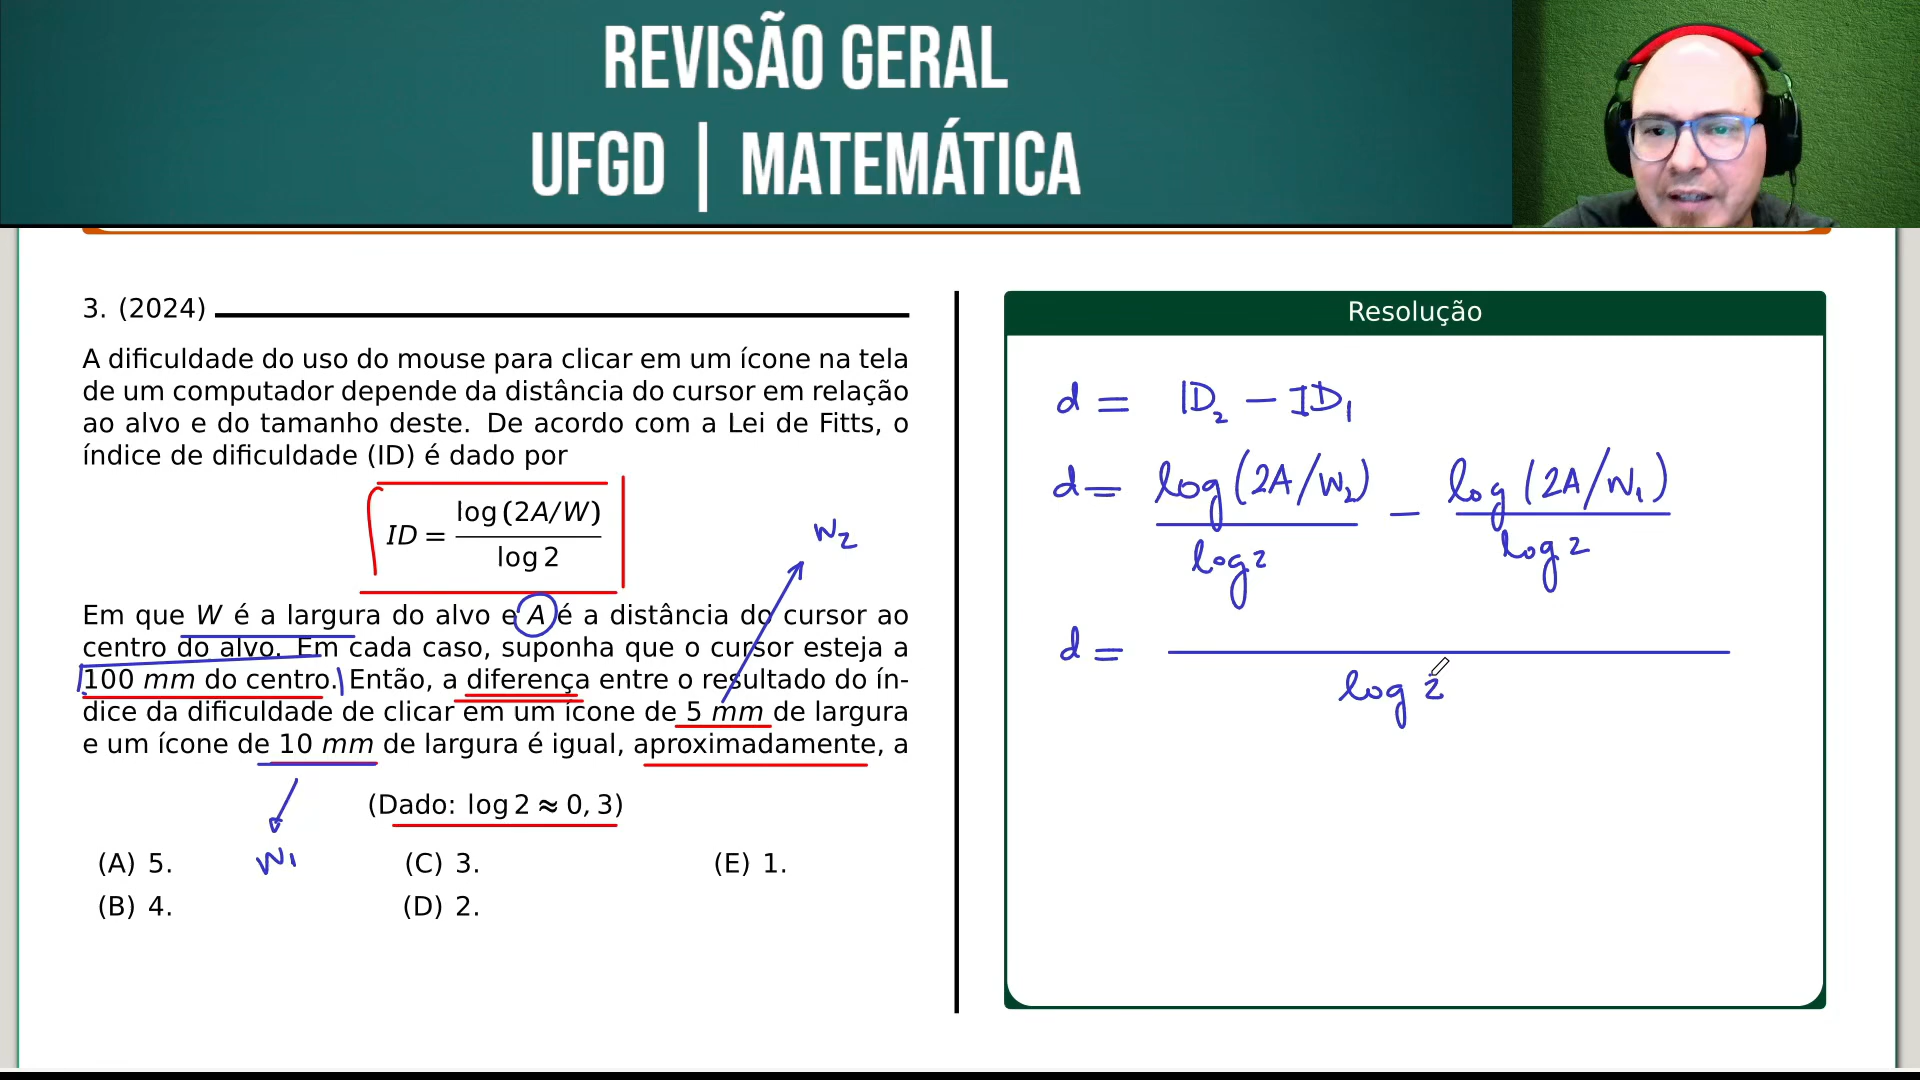 REVISÃO GERAL
UFGD | MATEMÁTICA
3. (2024)
A dificuldade do uso do mouse para clicar em um ícone na tela
de um computador depende da distância do cursor em relação
ao alvo e do tamanho deste. De acordo com a Lei de Fitts, o
índice de dificuldade (ID) é dado por
ID = log(2A/W) / log 2
W2
Em que W é a largura do alvo e A é a distância do cursor ao
centro do alvo. Em cada caso, suponha que o cursor esteja a
100 mm do centro. Então, a diferença entre o resultado do ín-
dice da dificuldade de clicar em um ícone de 5 mm de largura
e um ícone de 10 mm de largura é igual, aproximadamente, a
(Dado: log 2 ≈ 0, 3)
W1
(A) 5.
(B) 4.
(C) 3.
(D) 2.
(E) 1.
Resolução
d = ID2 − ID1
d = log(2A/W2) / log 2 − log(2A/W1) / log 2
d =
log 2